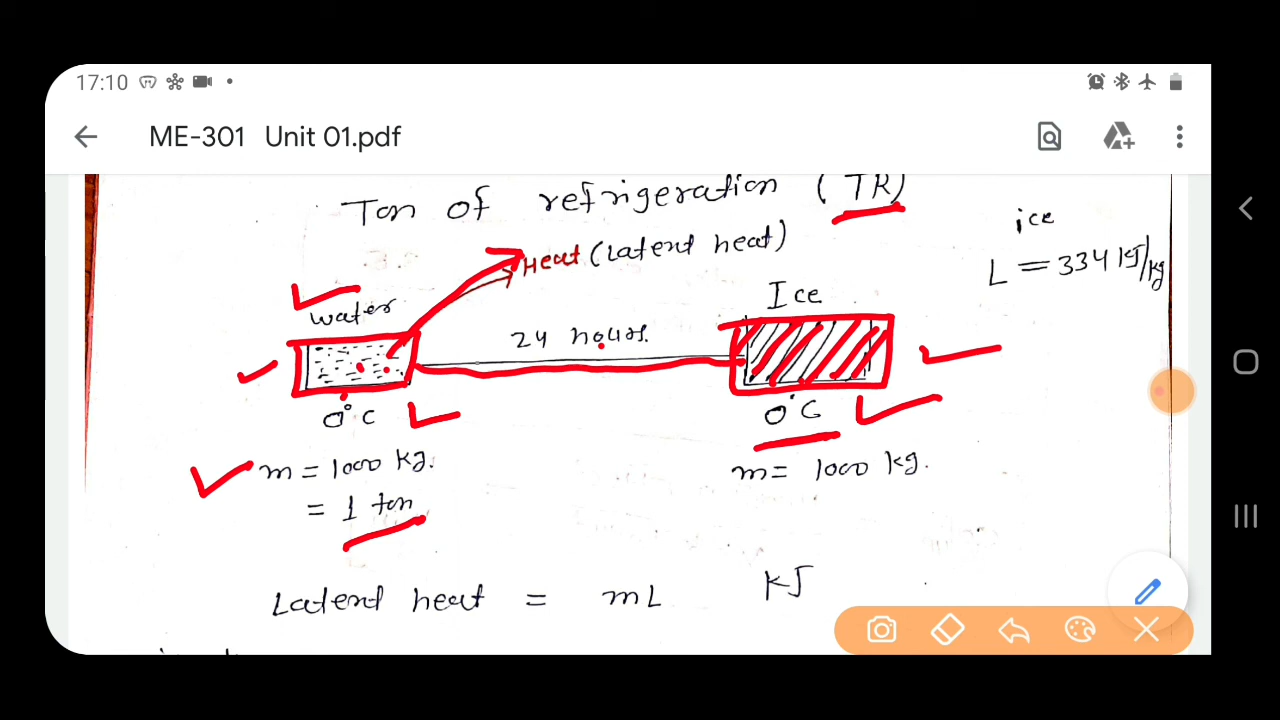 17:10
ME-301 Unit 01.pdf
Ton of refrigeration (TR)
Heat (latent heat)
ice
L = 334 kJ/kg
water
Ice
24 hours.
0°C
0°C
m = 1000 kg.
m = 1000 kg.
= 1 ton
Latent heat = mL KJ